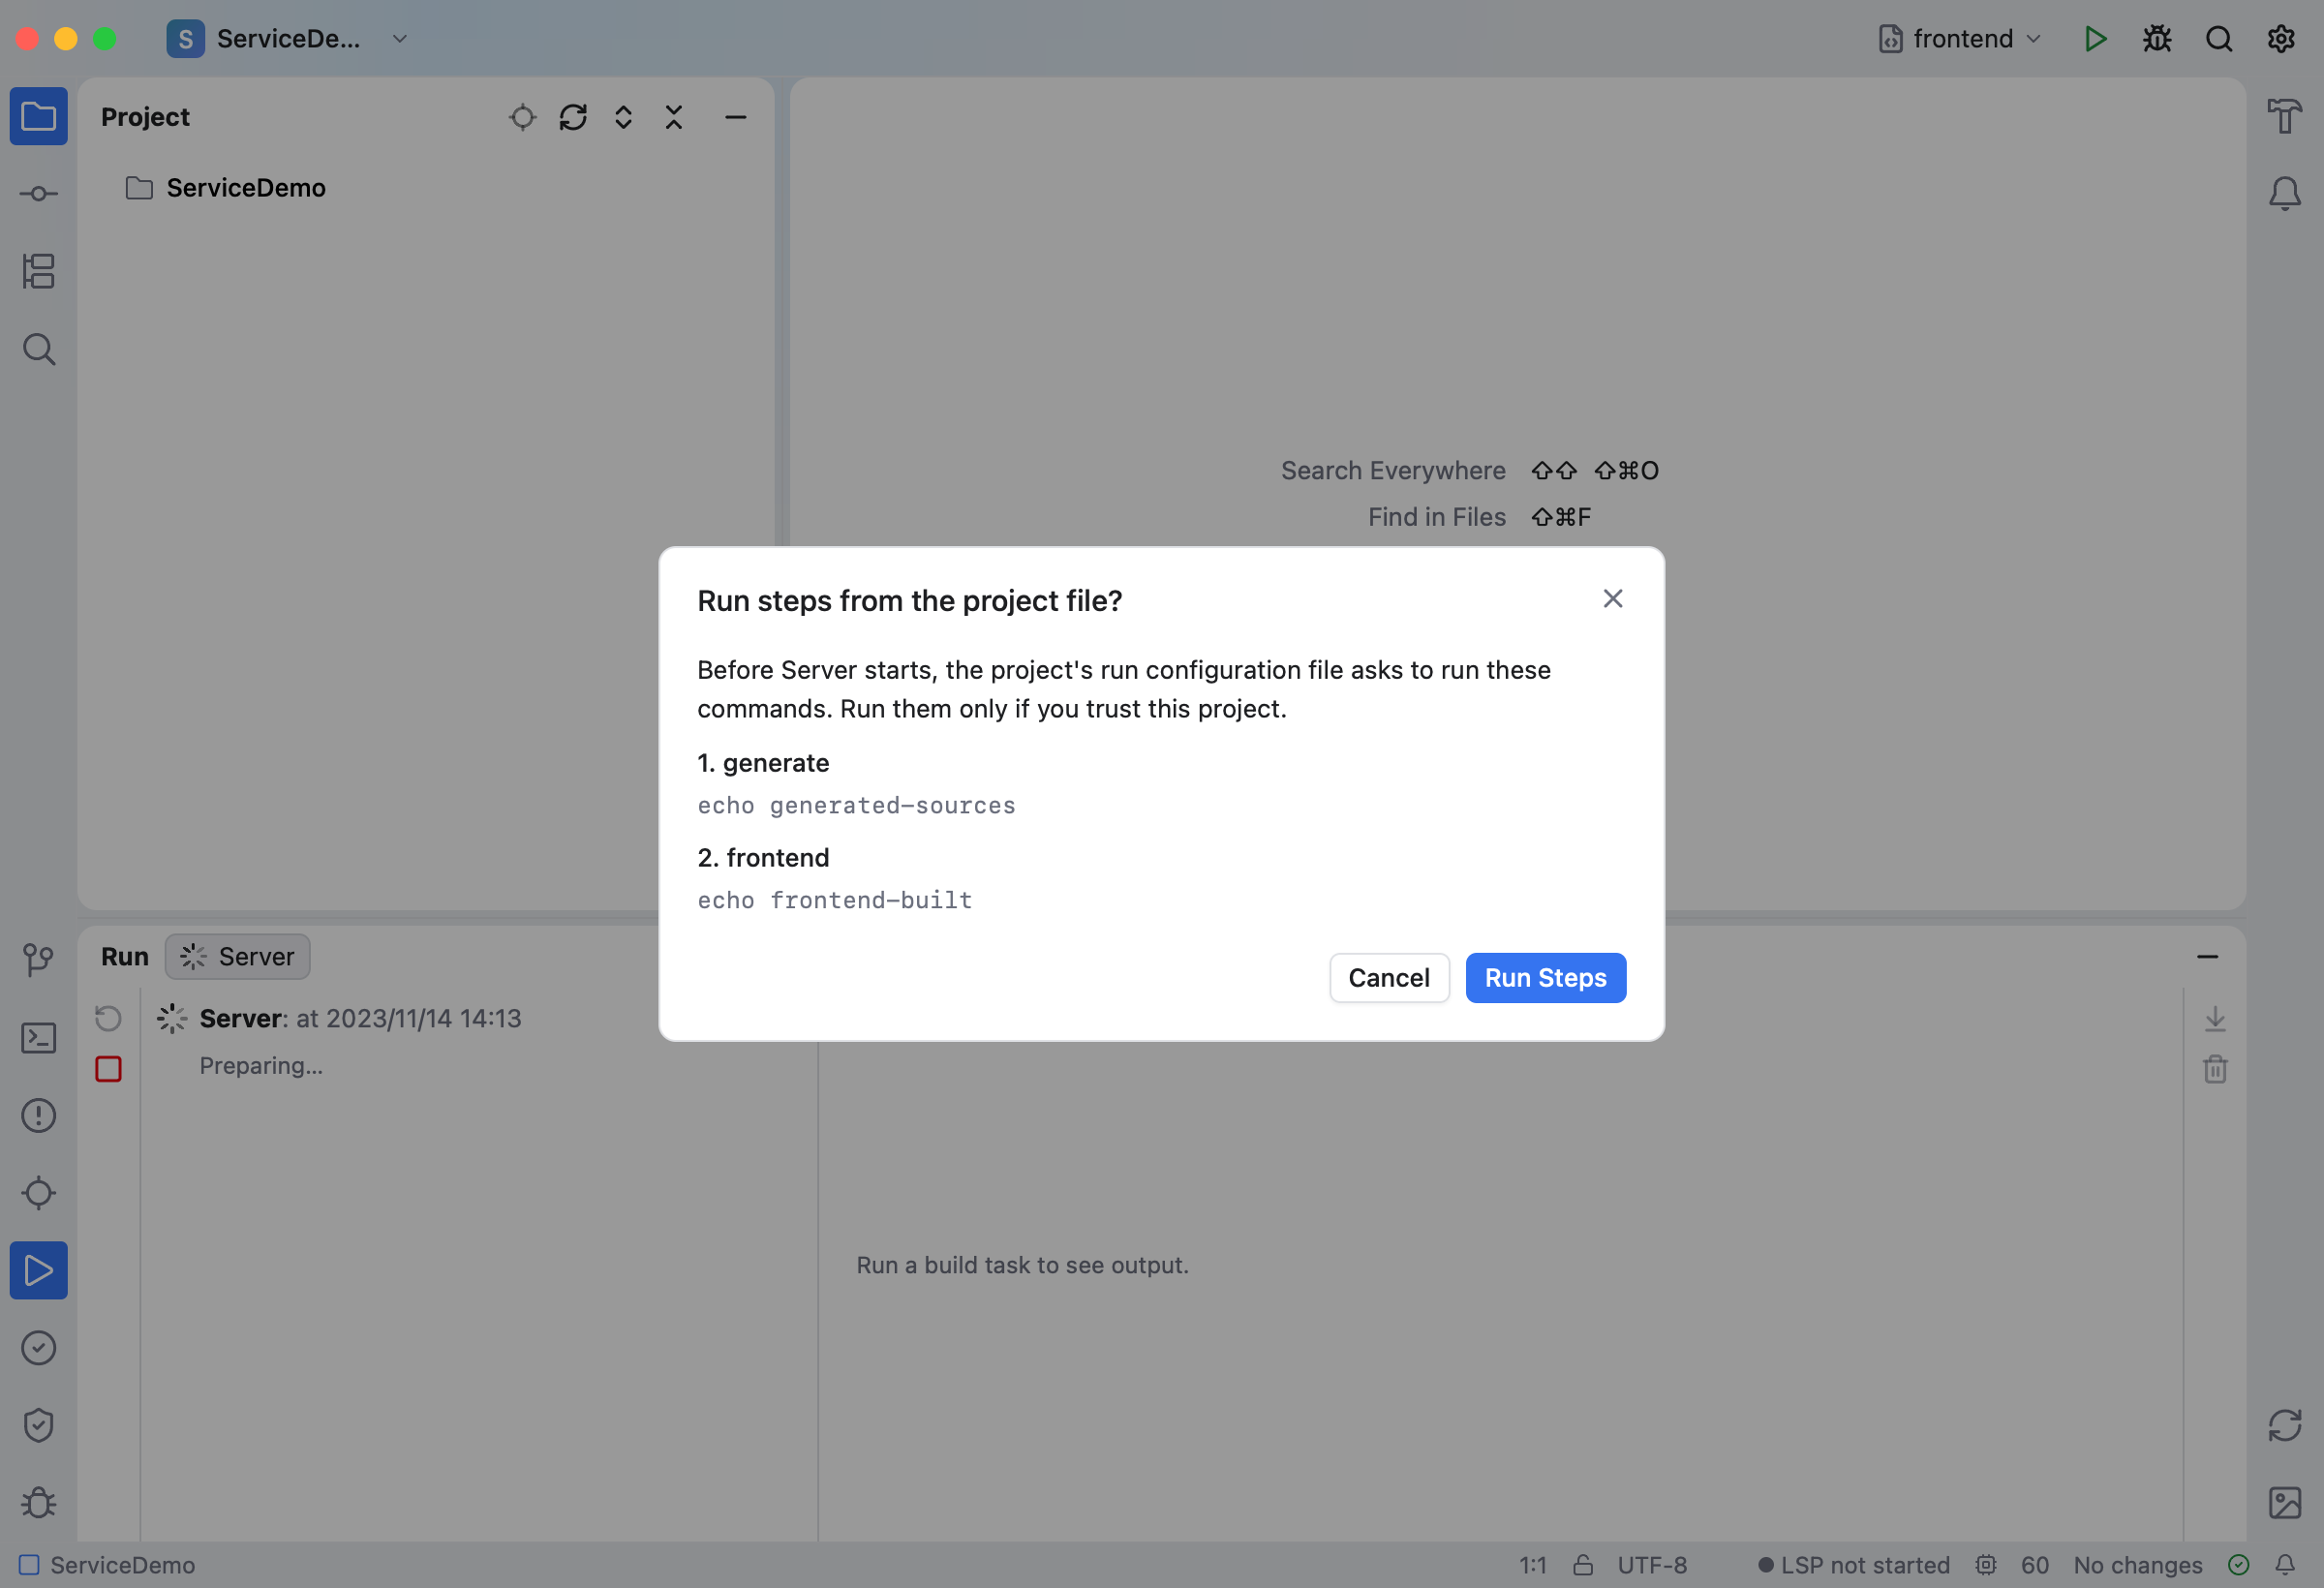 S ServiceDe...
frontend
Project
ServiceDemo
Search Everywhere ⇧⇧ ⇧⌘O
Find in Files ⇧⌘F
Run steps from the project file?
Before Server starts, the project's run configuration file asks to run these
commands. Run them only if you trust this project.
1. generate
echo generated-sources
2. frontend
echo frontend-built
Cancel Run Steps
Run Server
Server: at 2023/11/14 14:13
Preparing...
Run a build task to see output.
ServiceDemo 1:1 UTF-8 LSP not started 60 No changes